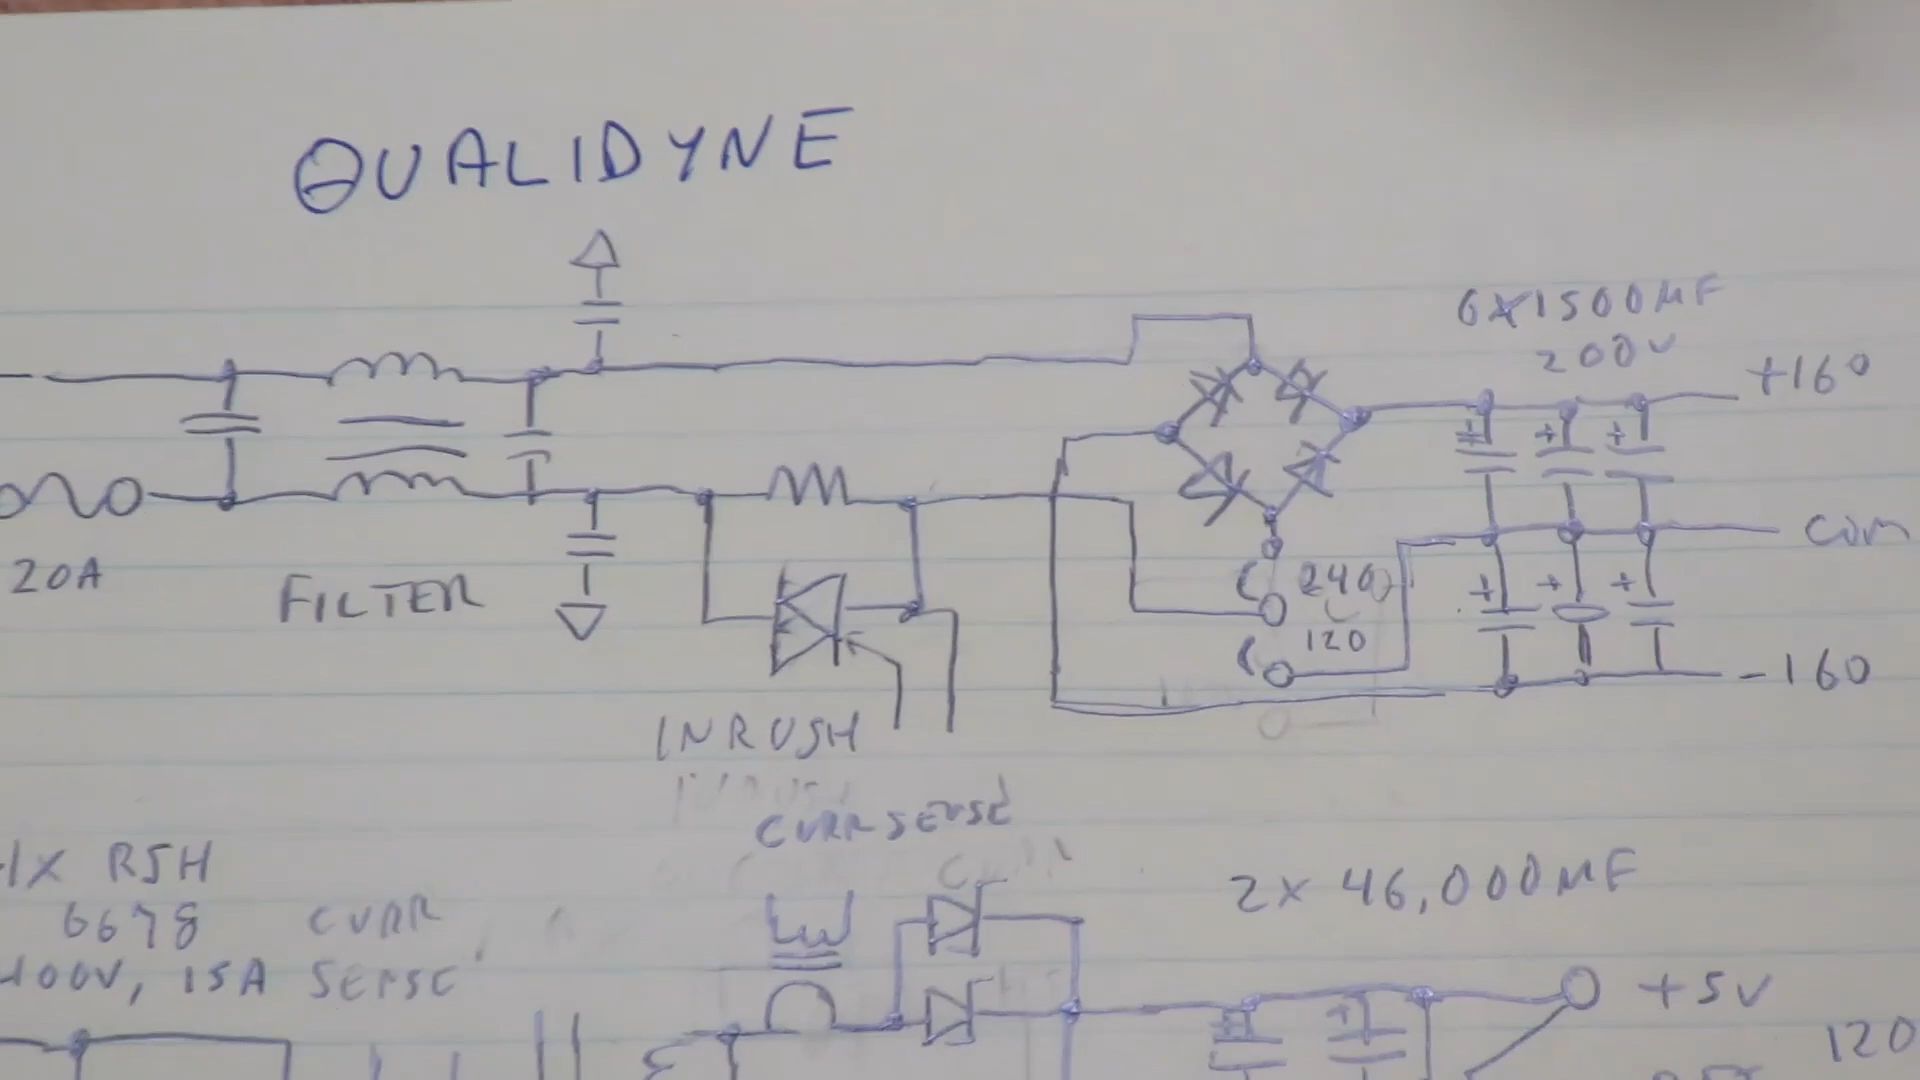 QUALIDYNE
6X1500MF
200V
+160
COM
20A
FILTER
240
120
-160
INRUSH
CURR SENSE
1X RSH
6678 CURR
400V, 15A SENSE
2X 46,000MF
+5V
120